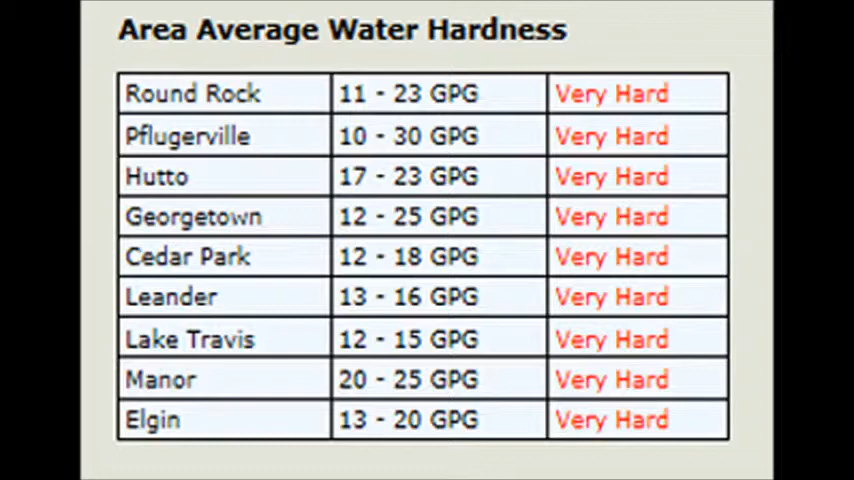 Area Average Water Hardness
Round Rock 11 - 23 GPG Very Hard
Pflugerville 10 - 30 GPG Very Hard
Hutto 17 - 23 GPG Very Hard
Georgetown 12 - 25 GPG Very Hard
Cedar Park 12 - 18 GPG Very Hard
Leander 13 - 16 GPG Very Hard
Lake Travis 12 - 15 GPG Very Hard
Manor 20 - 25 GPG Very Hard
Elgin 13 - 20 GPG Very Hard